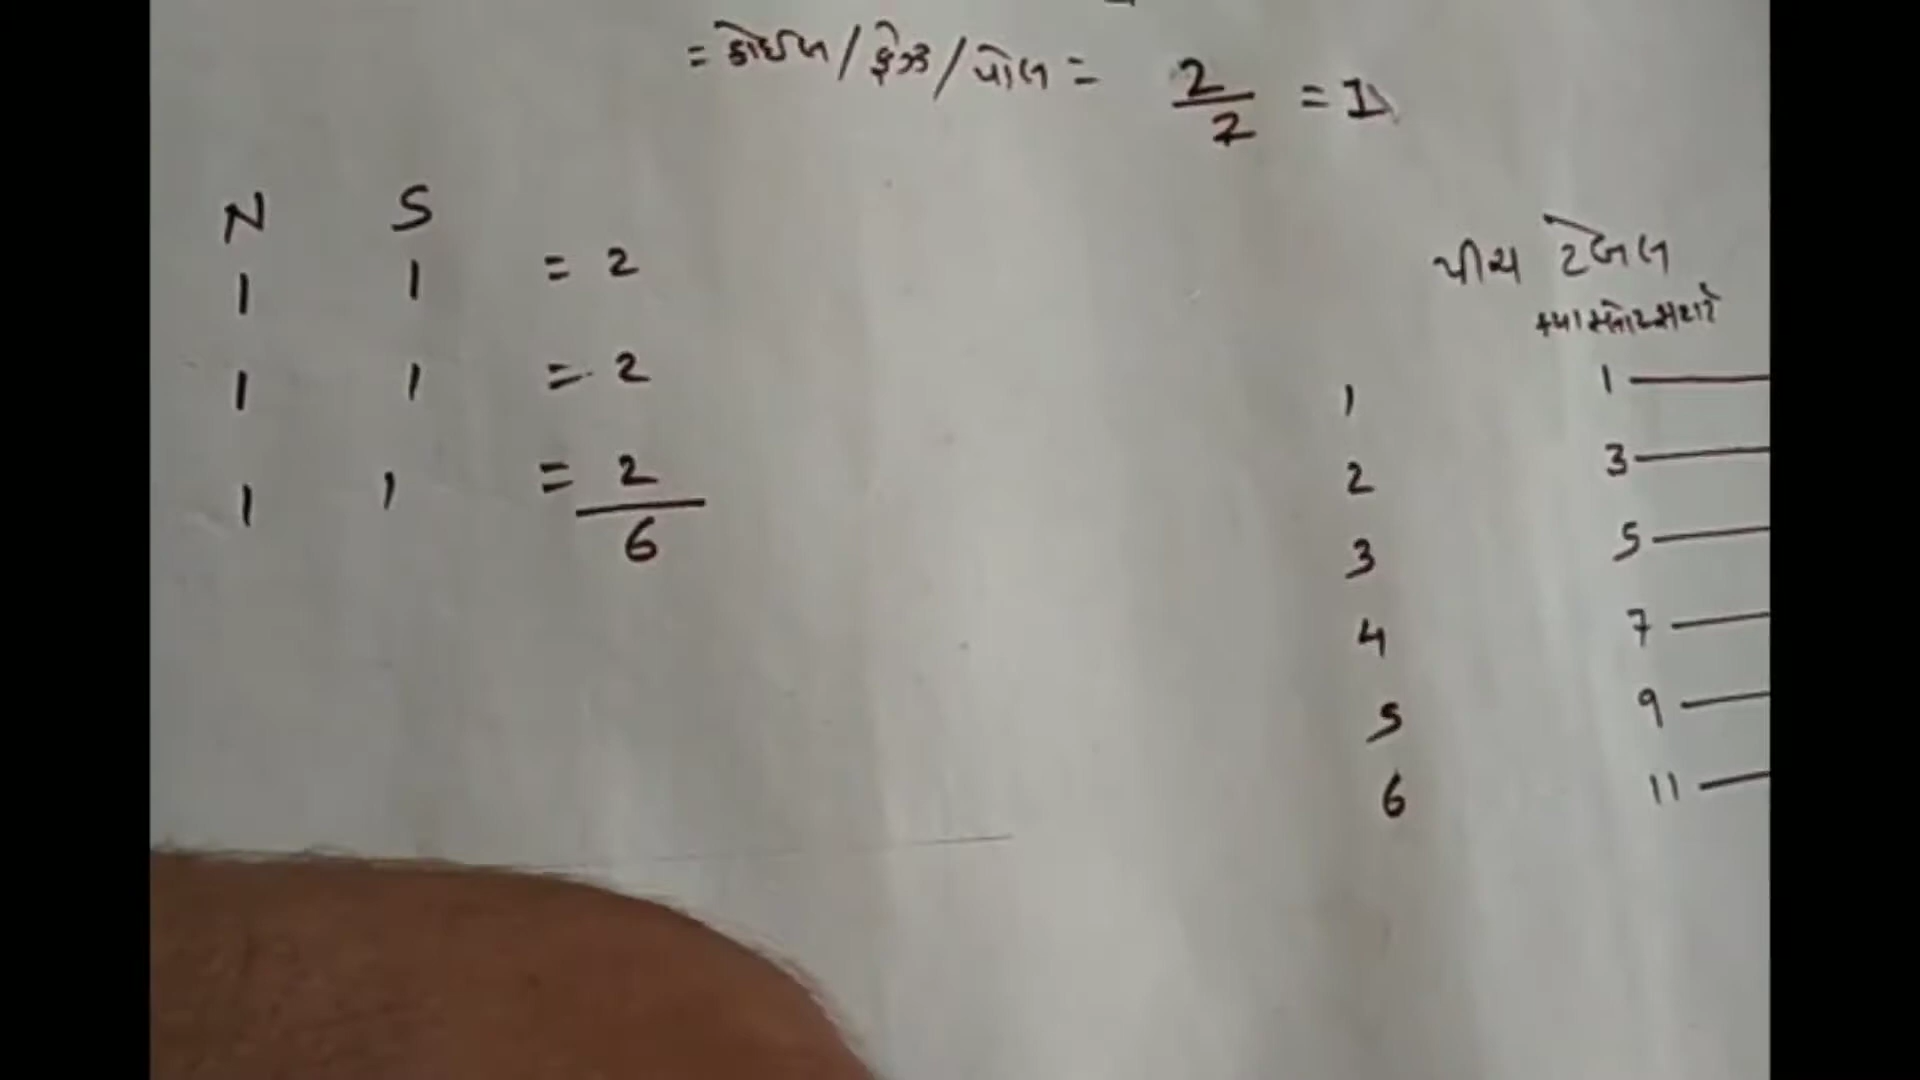 = કોઈલ / ફેઝ / પોલ = 2/2 = 1
N S
1 1 = 2
1 1 = 2
1 1 = 2
6
પીચ ટેબલ
1 1
2 3
3 5
4 7
5 9
6 11